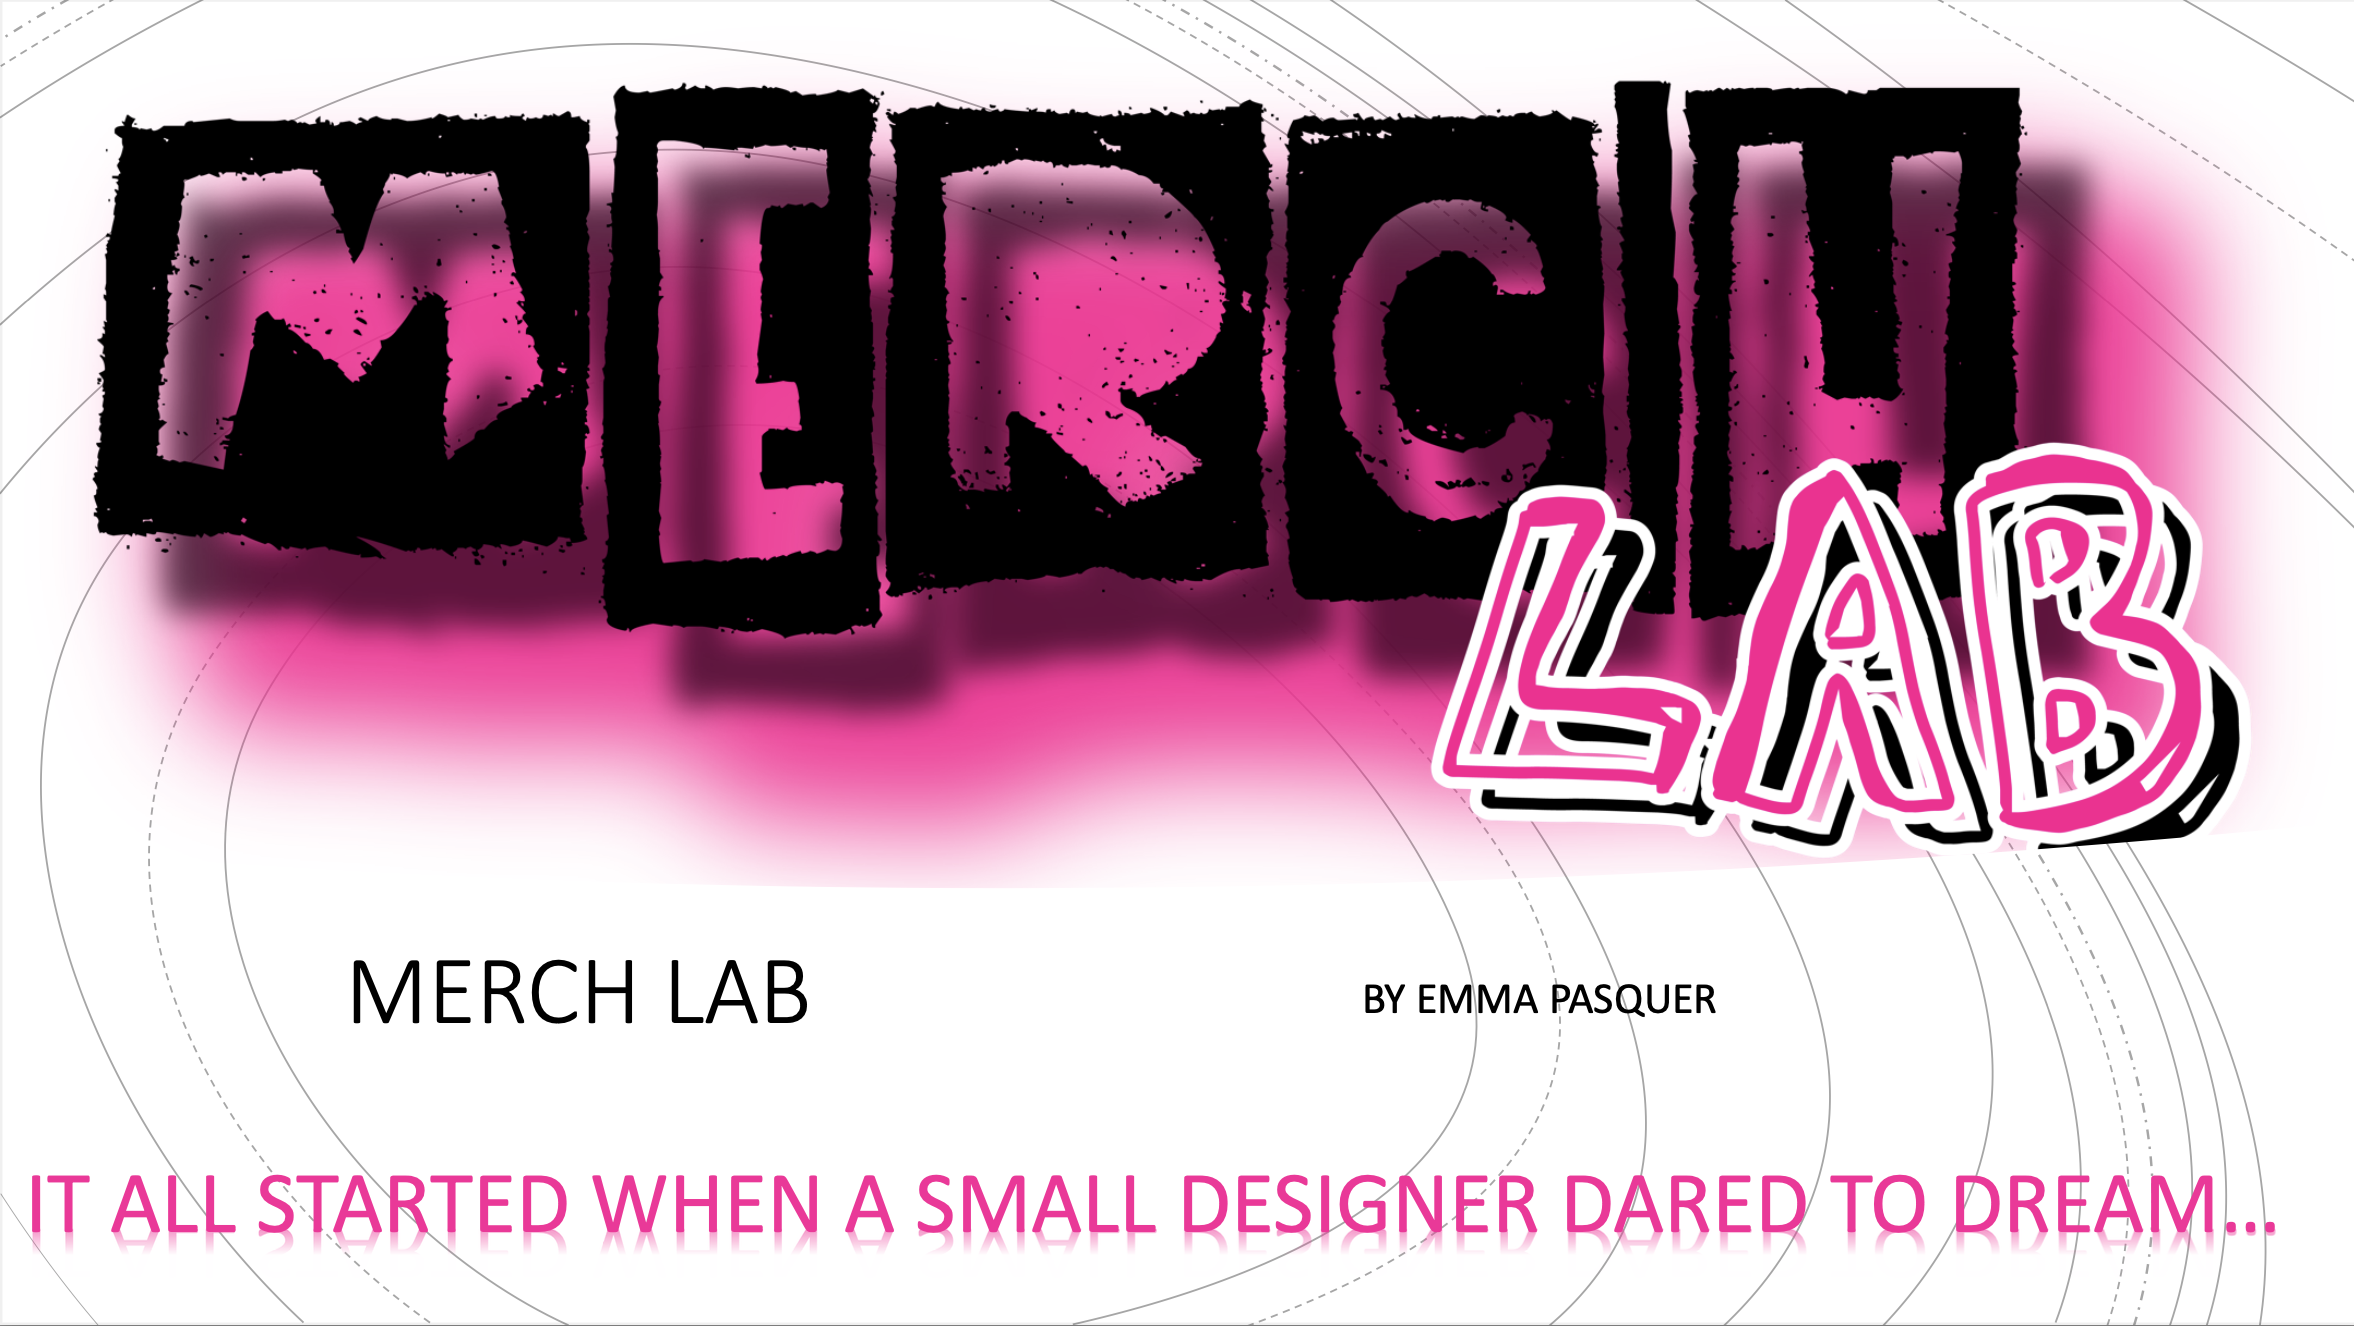 MERCH
LAB
MERCH LAB
BY EMMA PASQUER
IT ALL STARTED WHEN A SMALL DESIGNER DARED TO DREAM...